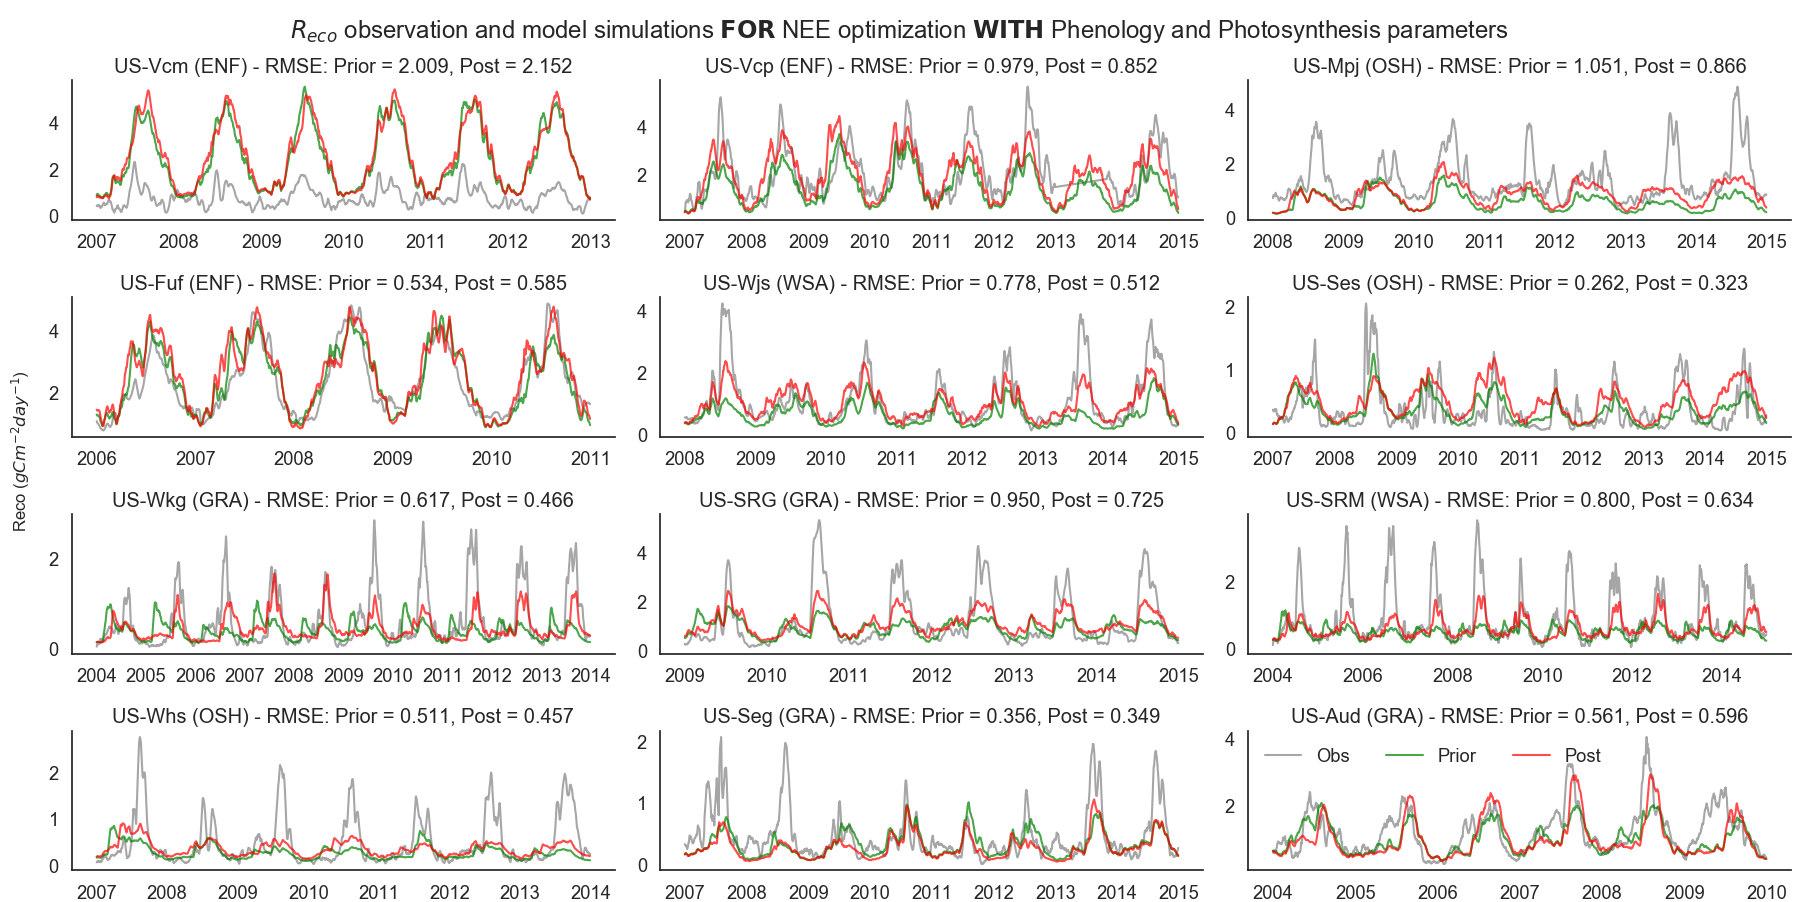 Reco observation and model simulations FOR NEE optimization WITH Phenology and Photosynthesis parameters
US-Vcm (ENF) - RMSE: Prior = 2.009, Post = 2.152
4
2
0
2007 2008 2009 2010 2011 2012 2013
US-Vcp (ENF) - RMSE: Prior = 0.979, Post = 0.852
4
2
2007 2008 2009 2010 2011 2012 2013 2014 2015
US-Mpj (OSH) - RMSE: Prior = 1.051, Post = 0.866
4
2
0
2008 2009 2010 2011 2012 2013 2014 2015
Reco (gCm⁻²day⁻¹)
US-Fuf (ENF) - RMSE: Prior = 0.534, Post = 0.585
4
2
2006 2007 2008 2009 2010 2011
US-Wjs (WSA) - RMSE: Prior = 0.778, Post = 0.512
4
2
0
2008 2009 2010 2011 2012 2013 2014 2015
US-Ses (OSH) - RMSE: Prior = 0.262, Post = 0.323
2
1
0
2007 2008 2009 2010 2011 2012 2013 2014 2015
US-Wkg (GRA) - RMSE: Prior = 0.617, Post = 0.466
2
0
2004 2005 2006 2007 2008 2009 2010 2011 2012 2013 2014
US-SRG (GRA) - RMSE: Prior = 0.950, Post = 0.725
4
2
0
2009 2010 2011 2012 2013 2014 2015
US-SRM (WSA) - RMSE: Prior = 0.800, Post = 0.634
2
0
2004 2006 2008 2010 2012 2014
US-Whs (OSH) - RMSE: Prior = 0.511, Post = 0.457
2
1
0
2007 2008 2009 2010 2011 2012 2013 2014
US-Seg (GRA) - RMSE: Prior = 0.356, Post = 0.349
2
1
0
2007 2008 2009 2010 2011 2012 2013 2014 2015
US-Aud (GRA) - RMSE: Prior = 0.561, Post = 0.596
Obs Prior Post
4
2
2004 2005 2006 2007 2008 2009 2010